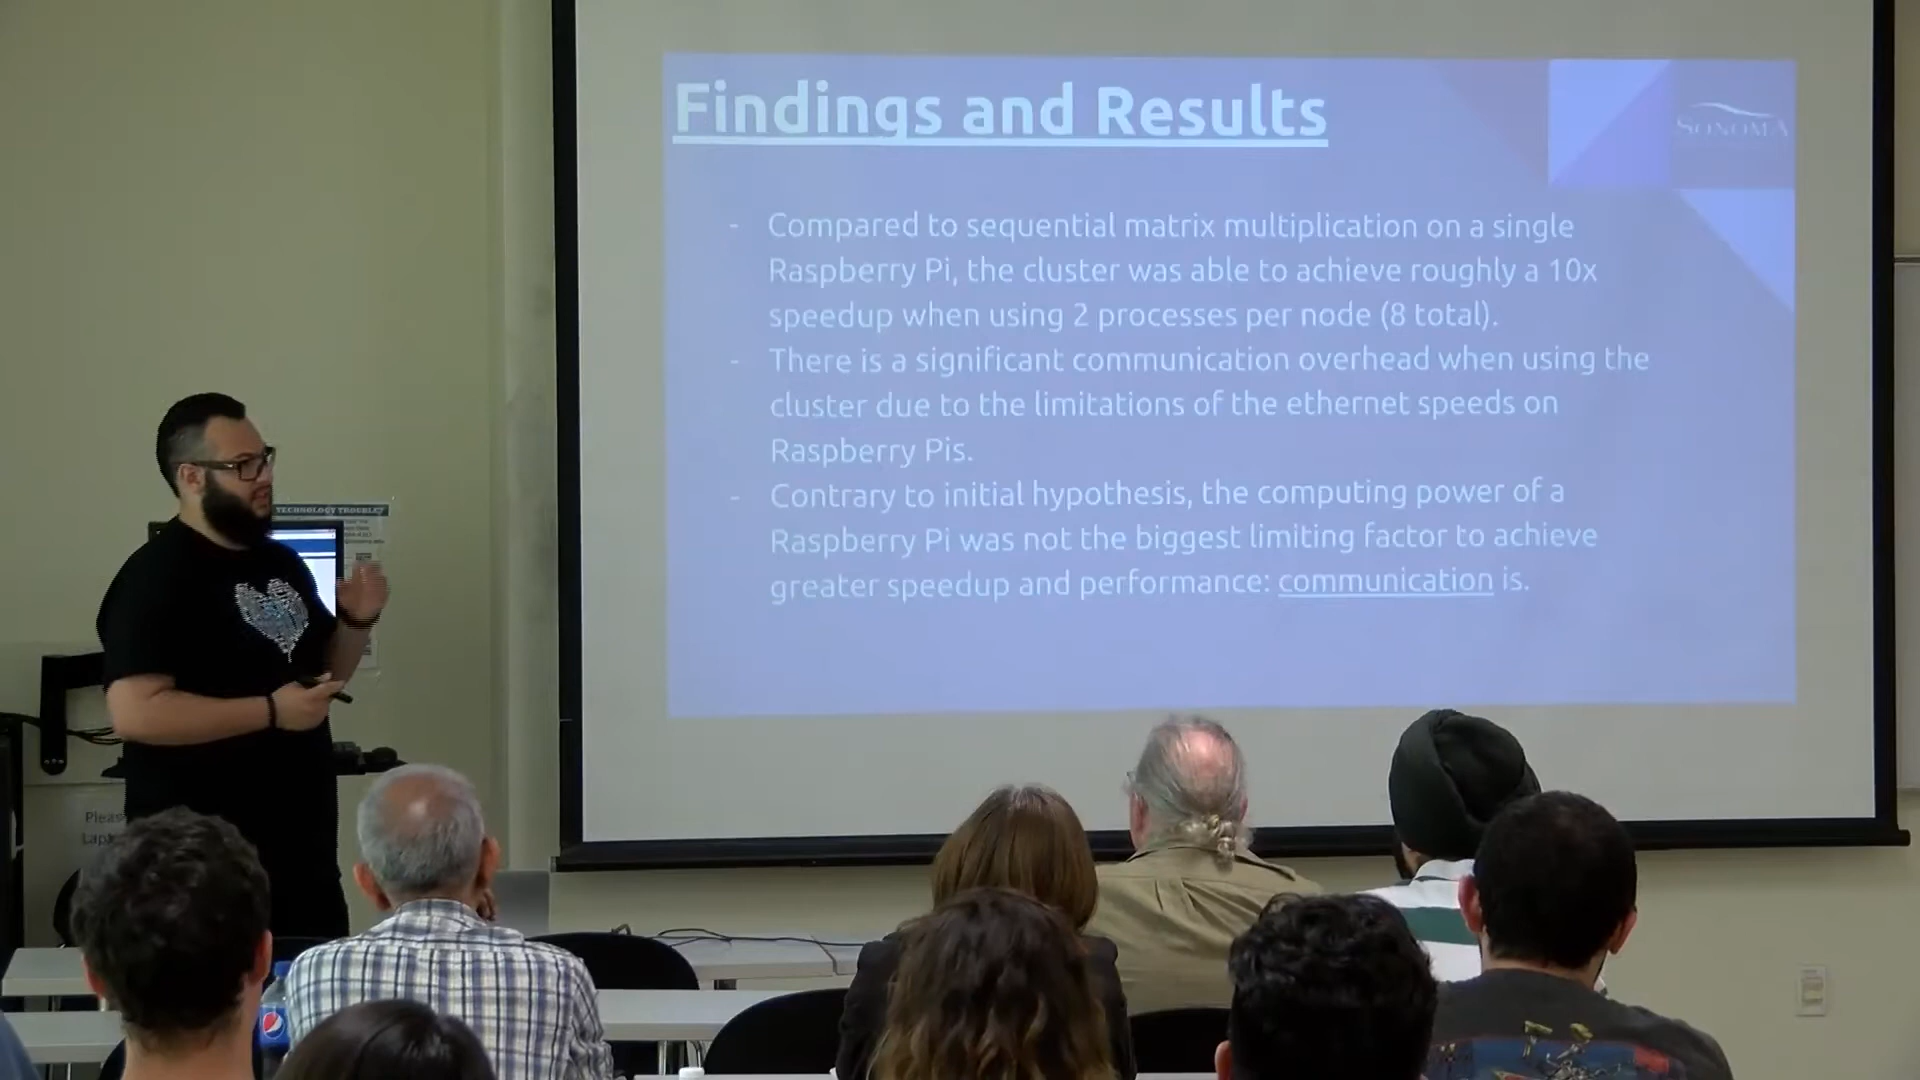 Findings and Results
SONOMA
- Compared to sequential matrix multiplication on a single
Raspberry Pi, the cluster was able to achieve roughly a 10x
speedup when using 2 processes per node (8 total).
- There is a significant communication overhead when using the
cluster due to the limitations of the ethernet speeds on
Raspberry Pis.
- Contrary to initial hypothesis, the computing power of a
Raspberry Pi was not the biggest limiting factor to achieve
greater speedup and performance: communication is.
TECHNOLOGY TROUBLE?